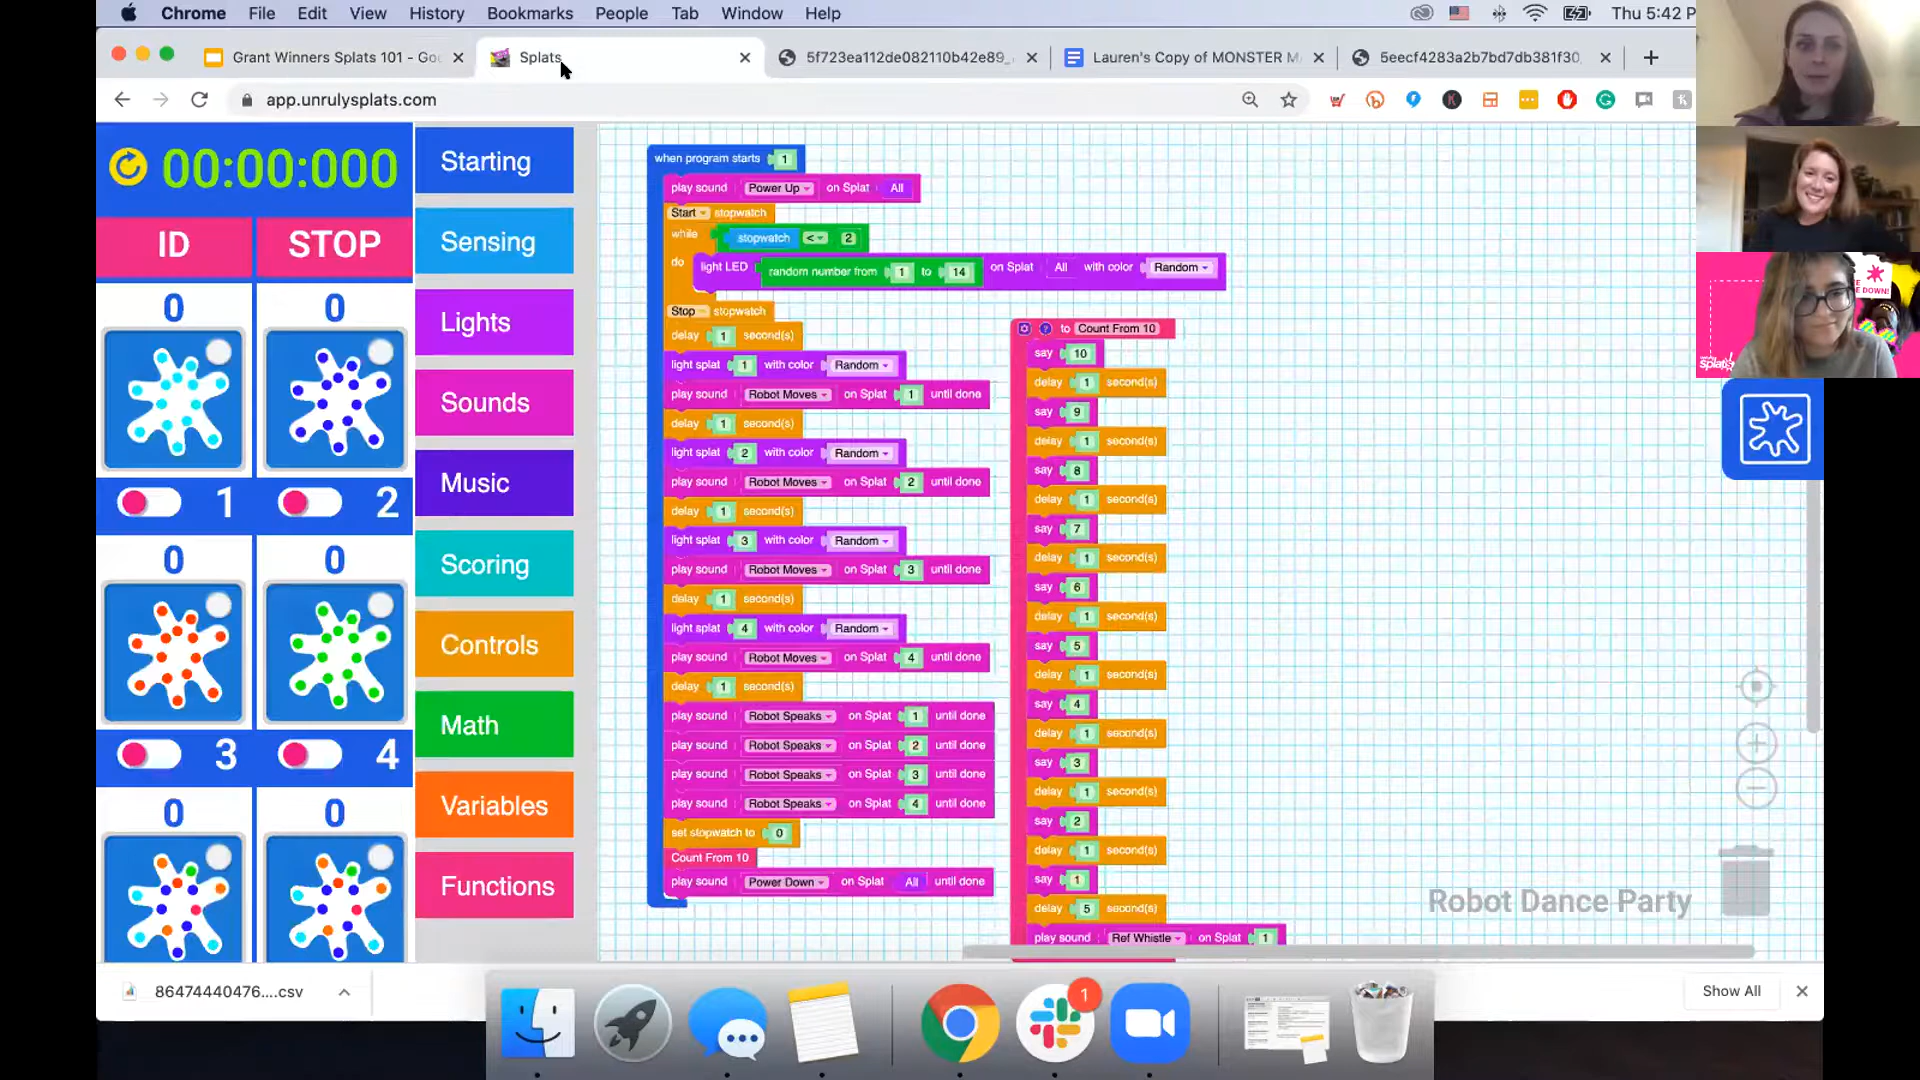 Chrome File Edit View History Bookmarks People Tab Window Help Thu 5:42 P
Grant Winners Splats 101 - Go
Splats
5f723ea112de082110b42e89_
Lauren's Copy of MONSTER M
5eecf4283a2b7bd7db381f30
app.unrulysplats.com
00:00:000
ID
STOP
0
0
1
2
0
0
3
4
0
0
Starting
Sensing
Lights
Sounds
Music
Scoring
Controls
Math
Variables
Functions
when program starts 1
play sound Power Up on Splat All
Start stopwatch
while stopwatch < 2
do light LED random number from 1 to 14 on Splat All with color Random
Stop stopwatch
delay 1 second(s)
light splat 1 with color Random
play sound Robot Moves on Splat 1 until done
delay 1 second(s)
light splat 2 with color Random
play sound Robot Moves on Splat 2 until done
delay 1 second(s)
light splat 3 with color Random
play sound Robot Moves on Splat 3 until done
delay 1 second(s)
light splat 4 with color Random
play sound Robot Moves on Splat 4 until done
delay 1 second(s)
play sound Robot Speaks on Splat 1 until done
play sound Robot Speaks on Splat 2 until done
play sound Robot Speaks on Splat 3 until done
play sound Robot Speaks on Splat 4 until done
set stopwatch to 0
Count From 10
play sound Power Down on Splat All until done
? to Count From 10
say 10
delay 1 second(s)
say 9
delay 1 second(s)
say 8
delay 1 second(s)
say 7
delay 1 second(s)
say 6
delay 1 second(s)
say 5
delay 1 second(s)
say 4
delay 1 second(s)
say 3
delay 1 second(s)
say 2
delay 1 second(s)
say 1
delay 5 second(s)
play sound Ref Whistle on Splat 1
Robot Dance Party
E DOWN!
Splats
86474440476....csv
Show All
1